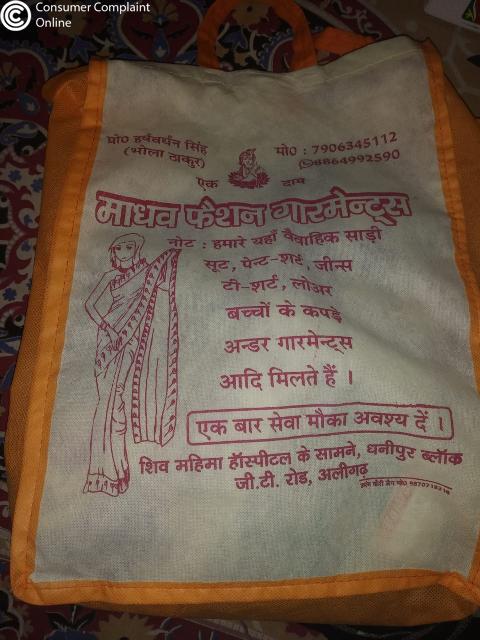 Consumer Complaint
Online
प्रो० हर्षवर्धन सिंह
(भोला ठाकुर)
मो० : 7906345112
8864992590
एक दाम
माधव फैशन गारमेन्ट्स
नोट : हमारे यहाँ वैवाहिक साड़ी
सूट, पेन्ट-शर्ट, जीन्स
टी-शर्ट, लोअर
बच्चों के कपड़े
अन्डर गारमेन्ट्स
आदि मिलते हैं ।
एक बार सेवा मौका अवश्य दें ।
शिव महिमा हॉस्पीटल के सामने, धनीपुर ब्लॉक
जी.टी. रोड, अलीगढ़